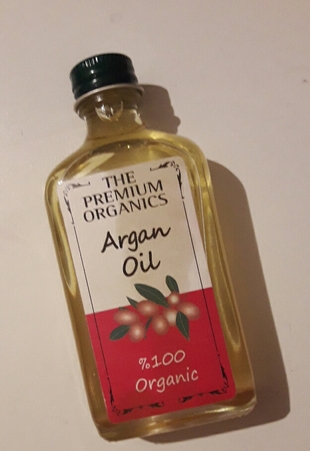 THE
PREMIUM
ORGANICS
Argan
Oil
%100
Organic